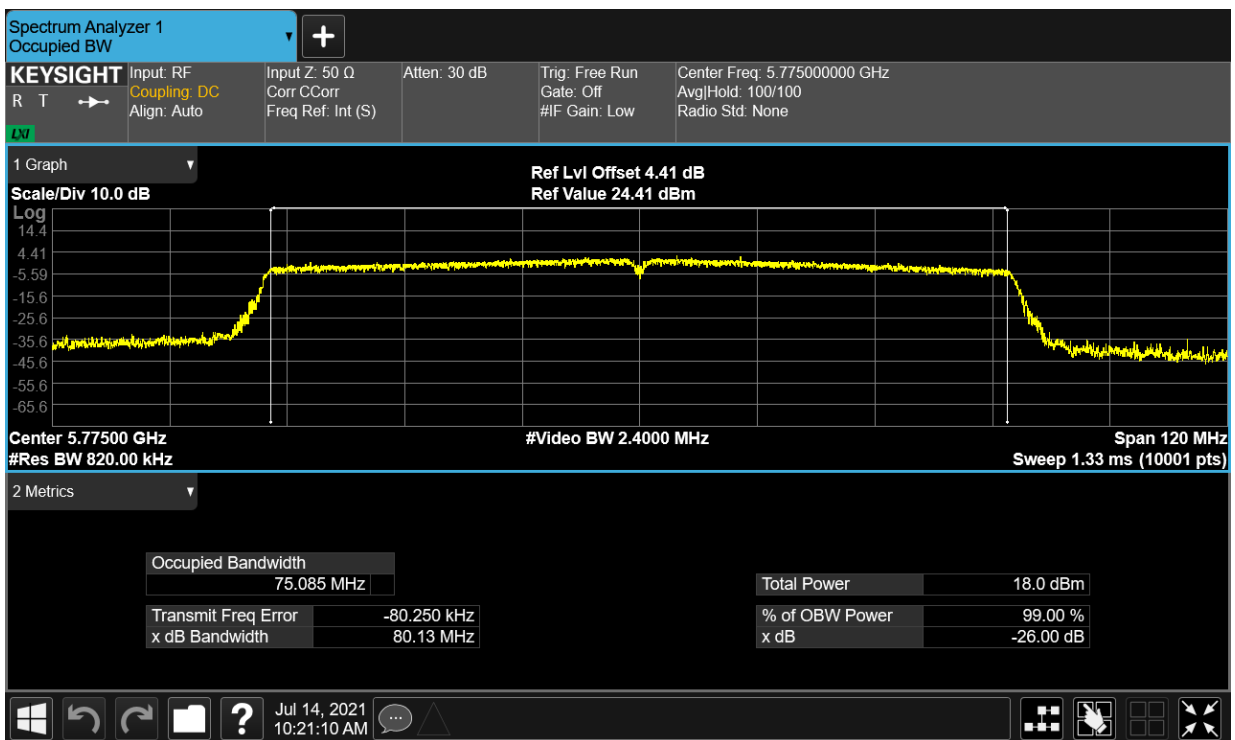 Spectrum Analyzer 1
Occupied BW
+
KEYSIGHT
R T
LXI
Input: RF
Coupling: DC
Align: Auto
Input Z: 50 Ω
Corr CCorr
Freq Ref: Int (S)
Atten: 30 dB
Trig: Free Run
Gate: Off
#IF Gain: Low
Center Freq: 5.775000000 GHz
Avg|Hold: 100/100
Radio Std: None
1 Graph
Ref Lvl Offset 4.41 dB
Scale/Div 10.0 dB
Ref Value 24.41 dBm
Log
14.4
4.41
-5.59
-15.6
-25.6
-35.6
-45.6
-55.6
-65.6
Center 5.77500 GHz
#Video BW 2.4000 MHz
Span 120 MHz
#Res BW 820.00 kHz
Sweep 1.33 ms (10001 pts)
2 Metrics
Occupied Bandwidth
75.085 MHz
Total Power 18.0 dBm
Transmit Freq Error -80.250 kHz
% of OBW Power 99.00 %
x dB Bandwidth 80.13 MHz
x dB -26.00 dB
?
Jul 14, 2021
10:21:10 AM